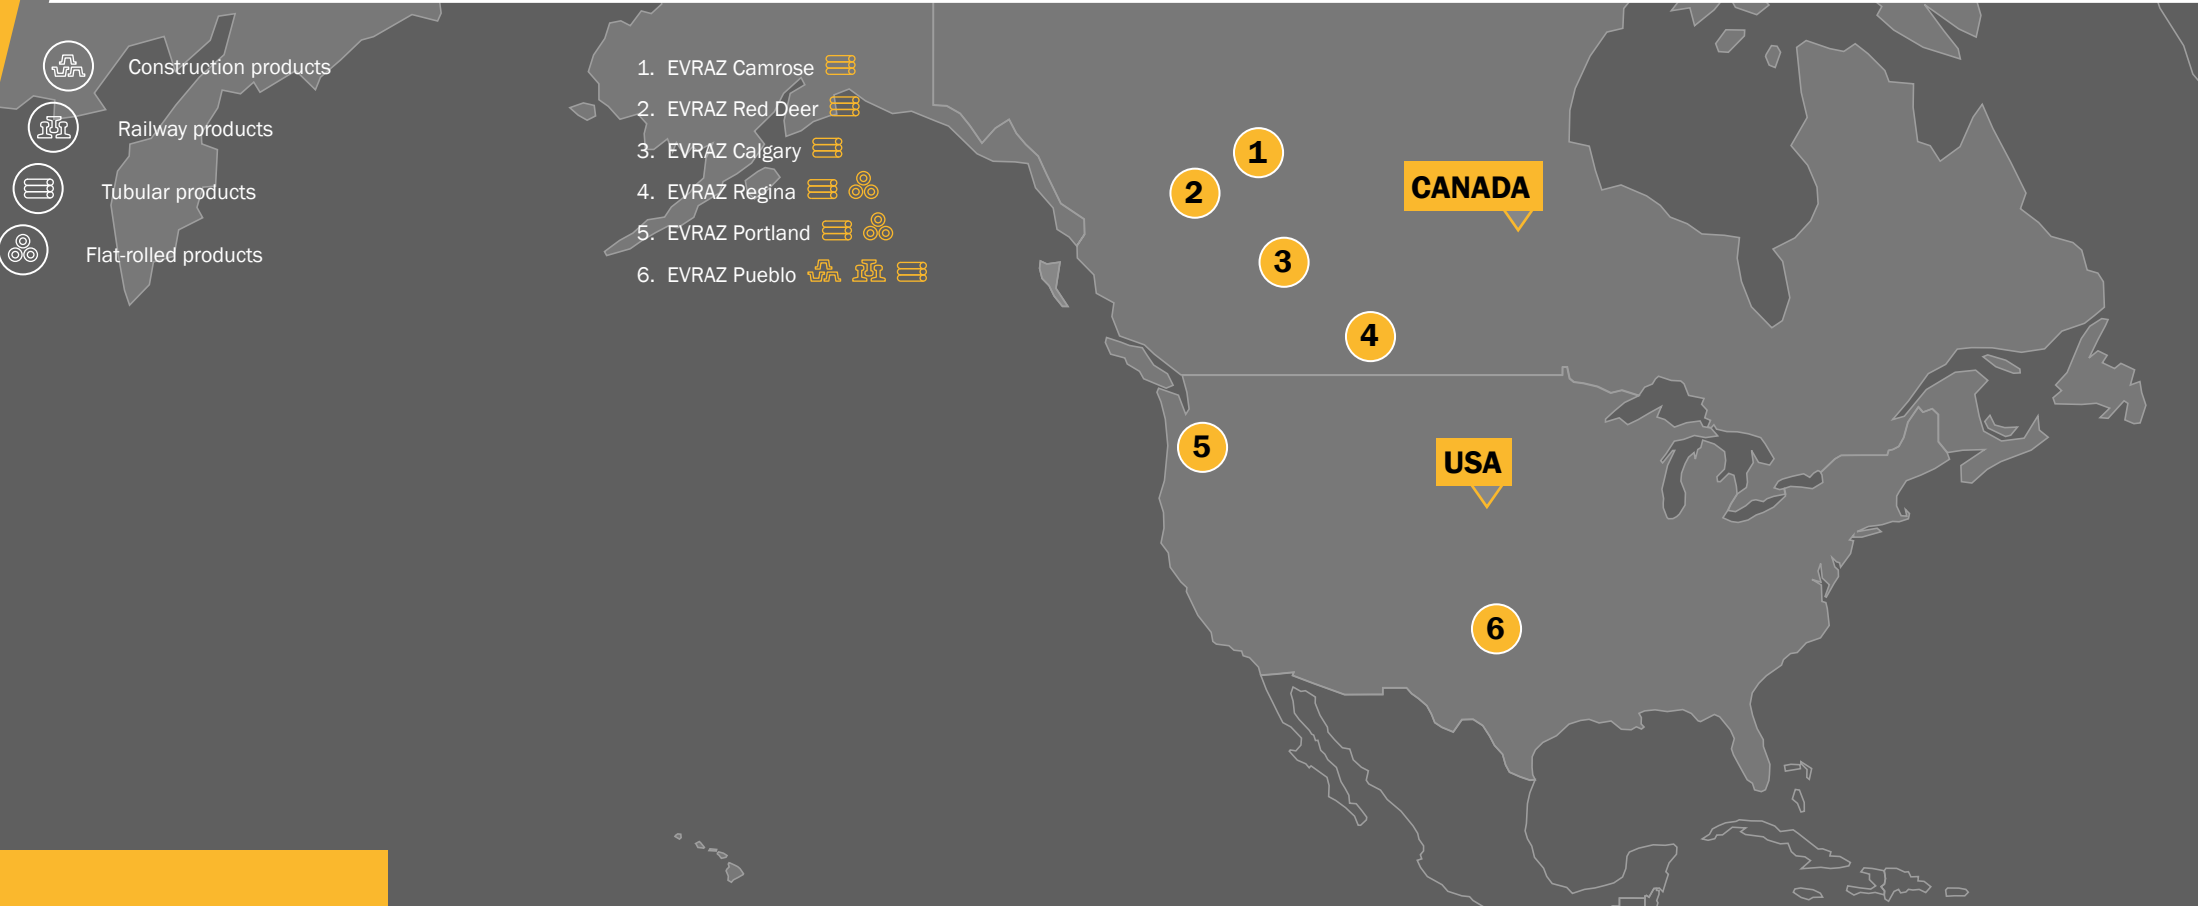 Construction products
Railway products
Tubular products
Flat-rolled products
1. EVRAZ Camrose
2. EVRAZ Red Deer
3. EVRAZ Calgary
4. EVRAZ Regina
5. EVRAZ Portland
6. EVRAZ Pueblo
1
2
CANADA
3
4
5
USA
6